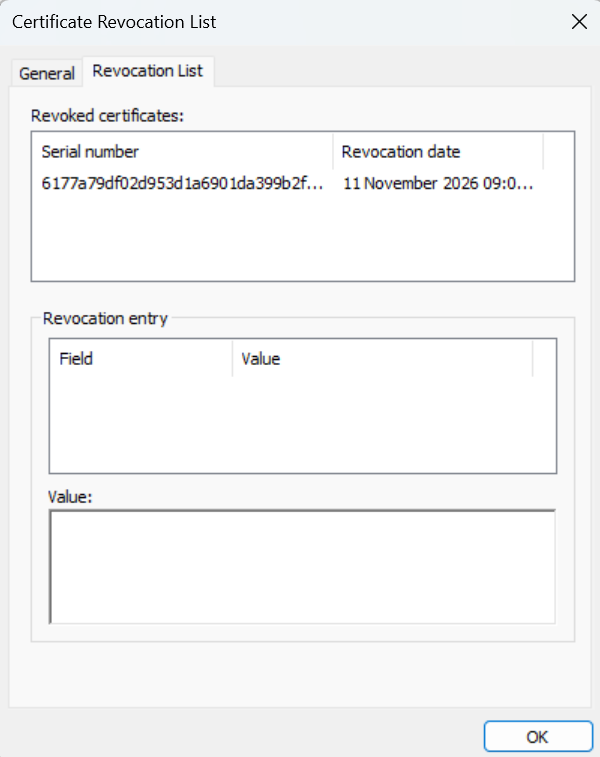 Certificate Revocation List
General
Revocation List
Revoked certificates:
Serial number Revocation date
6177a79df02d953d1a6901da399b2f... 11 November 2026 09:0...
Revocation entry
Field Value
Value:
OK